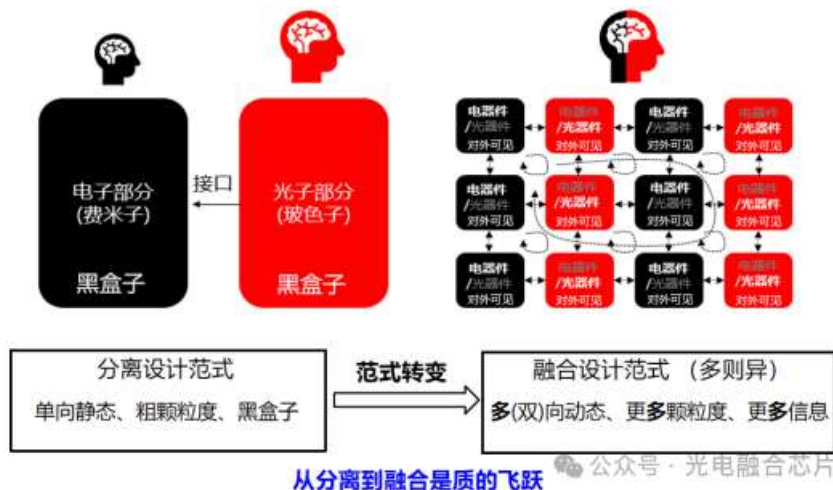 电子部分
(费米子)
黑盒子
接口
光子部分
(玻色子)
黑盒子
电器件
/光器件
对外可见
电器件
/光器件
对外可见
电器件
/光器件
对外可见
电器件
/光器件
对外可见
电器件
/光器件
对外可见
电器件
/光器件
对外可见
电器件
/光器件
对外可见
电器件
/光器件
对外可见
电器件
/光器件
对外可见
电器件
/光器件
对外可见
电器件
/光器件
对外可见
电器件
/光器件
对外可见
分离设计范式
单向静态、粗颗粒度、黑盒子
范式转变
融合设计范式 （多则异）
多(双)向动态、更多颗粒度、更多信息
从分离到融合是质的飞跃
公众号·光电融合芯片